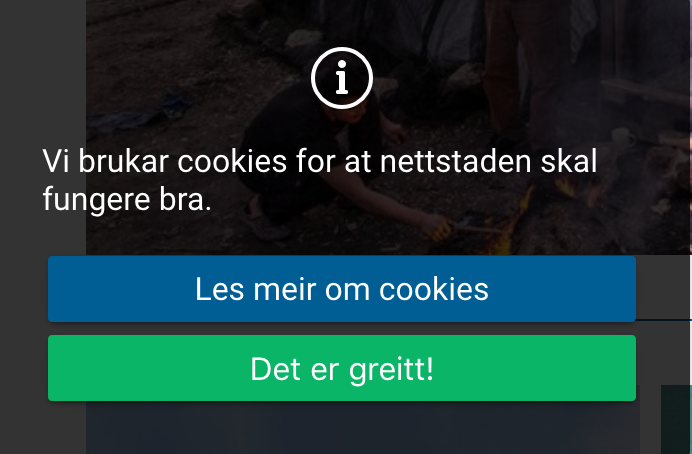 Vi brukar cookies for at nettstaden skal
fungere bra.
Les meir om cookies
Det er greitt!